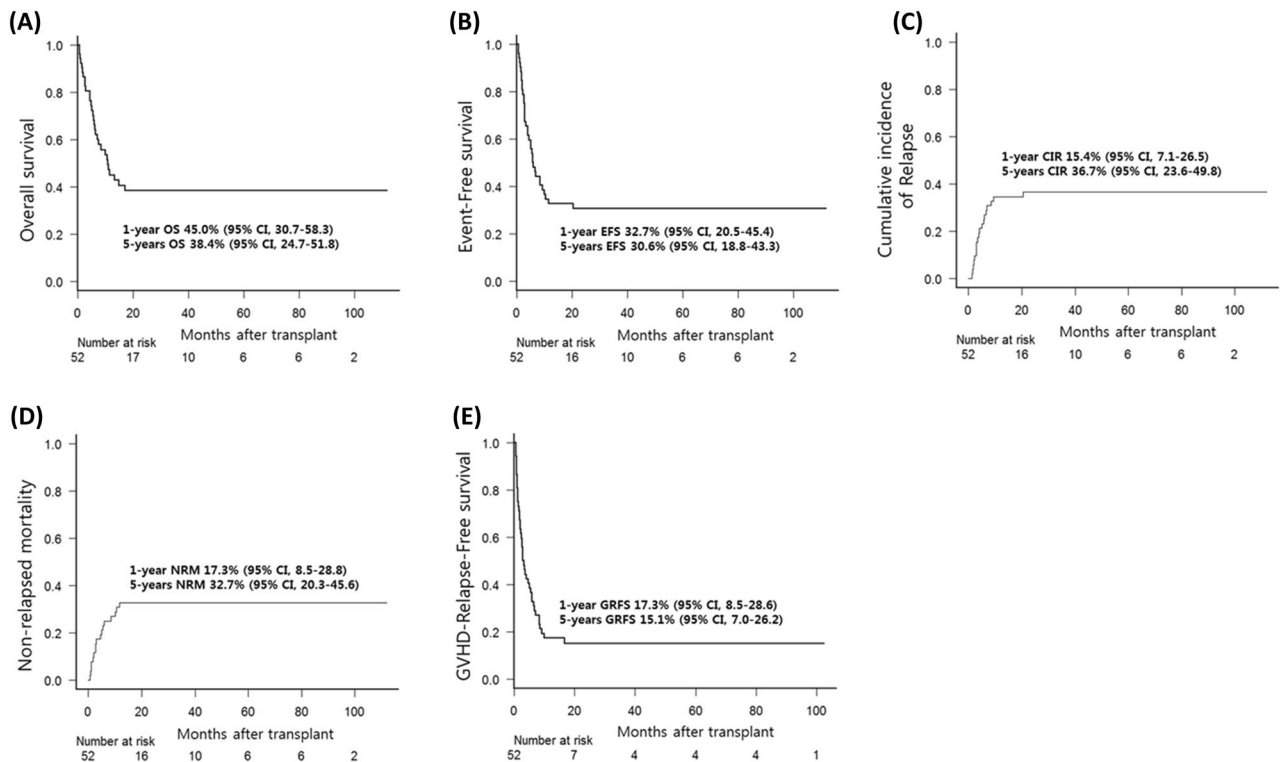 (A)
1.0
0.8
0.6
0.4
0.2
0.0
Overall survival
1-year OS 45.0% (95% CI, 30.7-58.3)
5-years OS 38.4% (95% CI, 24.7-51.8)
0 20 40 60 80 100
Months after transplant
Number at risk
52 17 10 6 6 2
(B)
1.0
0.8
0.6
0.4
0.2
0.0
Event-Free survival
1-year EFS 32.7% (95% CI, 20.5-45.4)
5-years EFS 30.6% (95% CI, 18.8-43.3)
0 20 40 60 80 100
Months after transplant
Number at risk
52 16 10 6 6 2
(C)
1.0
0.8
0.6
0.4
0.2
0.0
Cumulative incidence
of Relapse
1-year CIR 15.4% (95% CI, 7.1-26.5)
5-years CIR 36.7% (95% CI, 23.6-49.8)
0 20 40 60 80 100
Months after transplant
Number at risk
52 16 10 6 6 2
(D)
1.0
0.8
0.6
0.4
0.2
0.0
Non-relapsed mortality
1-year NRM 17.3% (95% CI, 8.5-28.8)
5-years NRM 32.7% (95% CI, 20.3-45.6)
0 20 40 60 80 100
Months after transplant
Number at risk
52 16 10 6 6 2
(E)
1.0
0.8
0.6
0.4
0.2
0.0
GVHD-Relapse-Free survival
1-year GRFS 17.3% (95% CI, 8.5-28.6)
5-years GRFS 15.1% (95% CI, 7.0-26.2)
0 20 40 60 80 100
Months after transplant
Number at risk
52 7 4 4 4 1